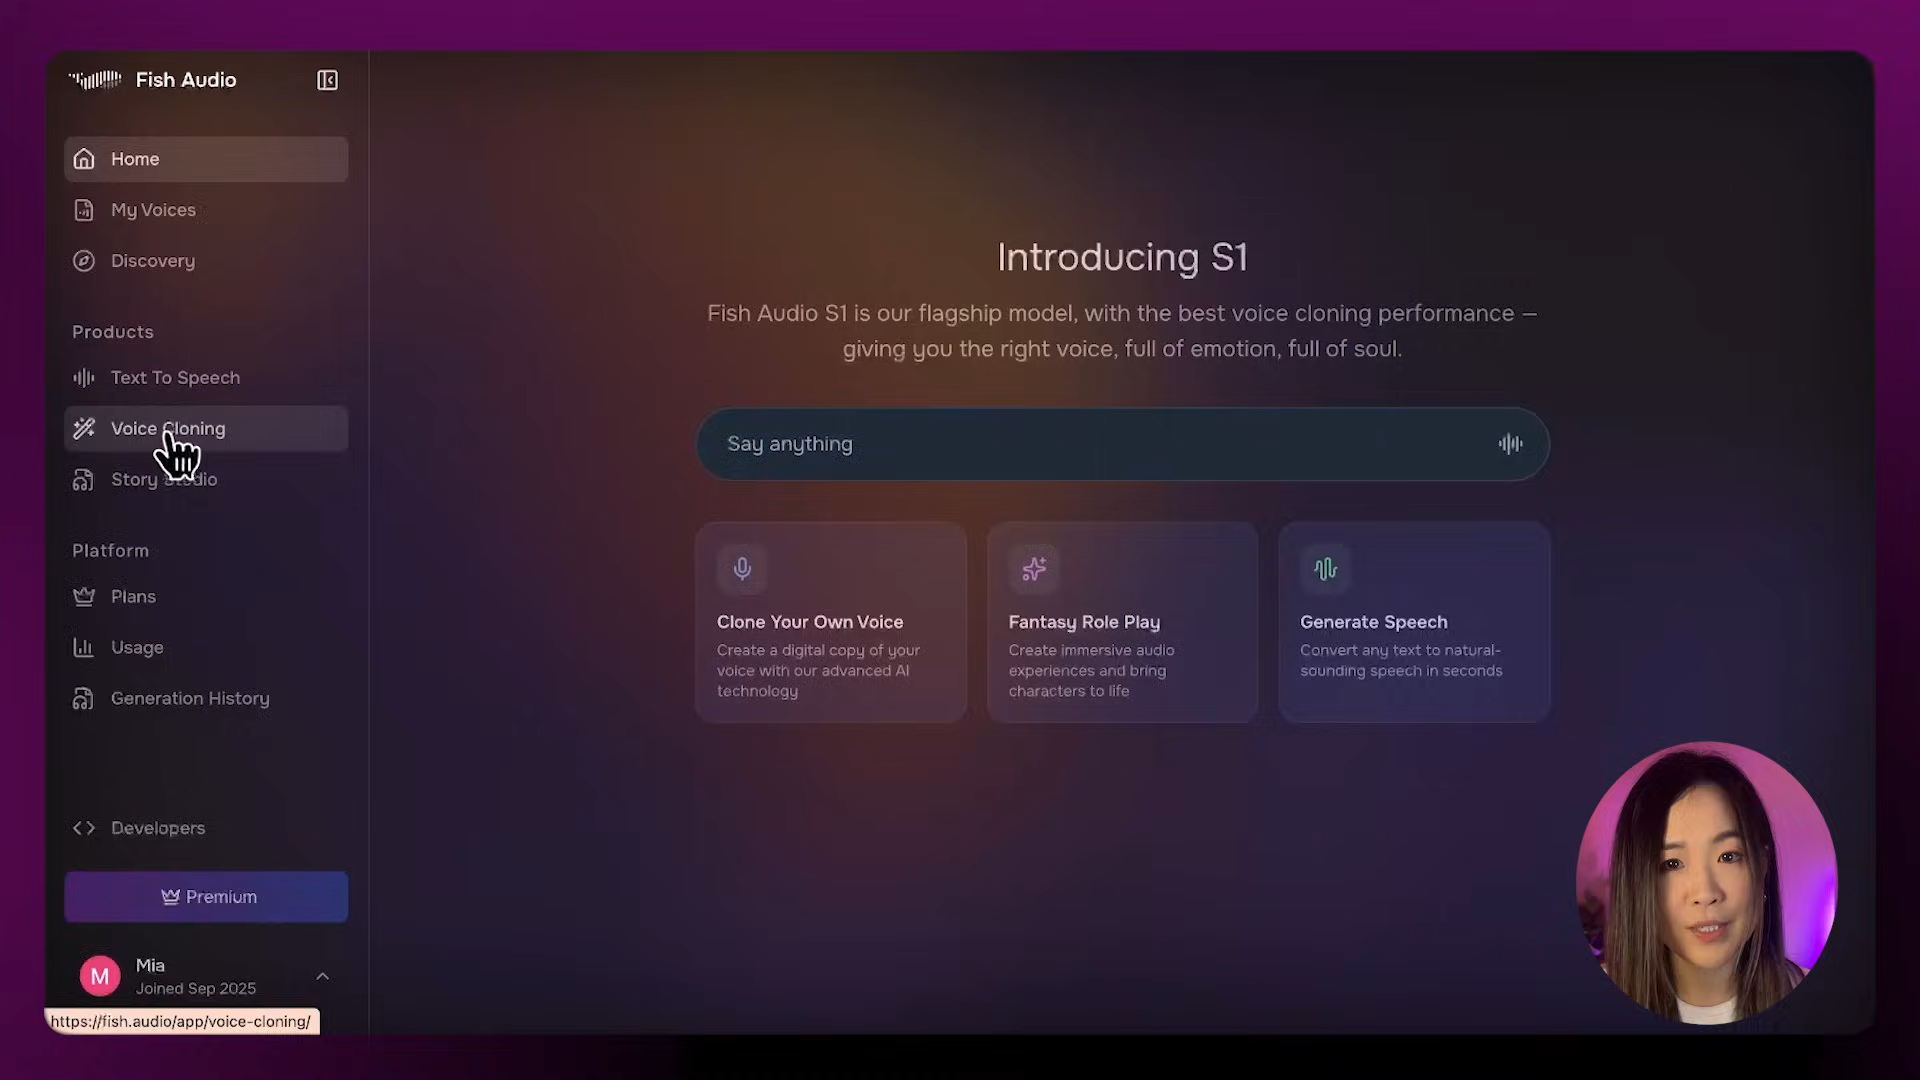 Fish Audio
Home
My Voices
Discovery
Products
Text To Speech
Voice Cloning
Story Studio
Platform
Plans
Usage
Generation History
Developers
Premium
M
Mia
Joined Sep 2025
https://fish.audio/app/voice-cloning/
Introducing S1
Fish Audio S1 is our flagship model, with the best voice cloning performance —
giving you the right voice, full of emotion, full of soul.
Say anything
Clone Your Own Voice
Create a digital copy of your
voice with our advanced AI
technology
Fantasy Role Play
Create immersive audio
experiences and bring
characters to life
Generate Speech
Convert any text to natural-
sounding speech in seconds